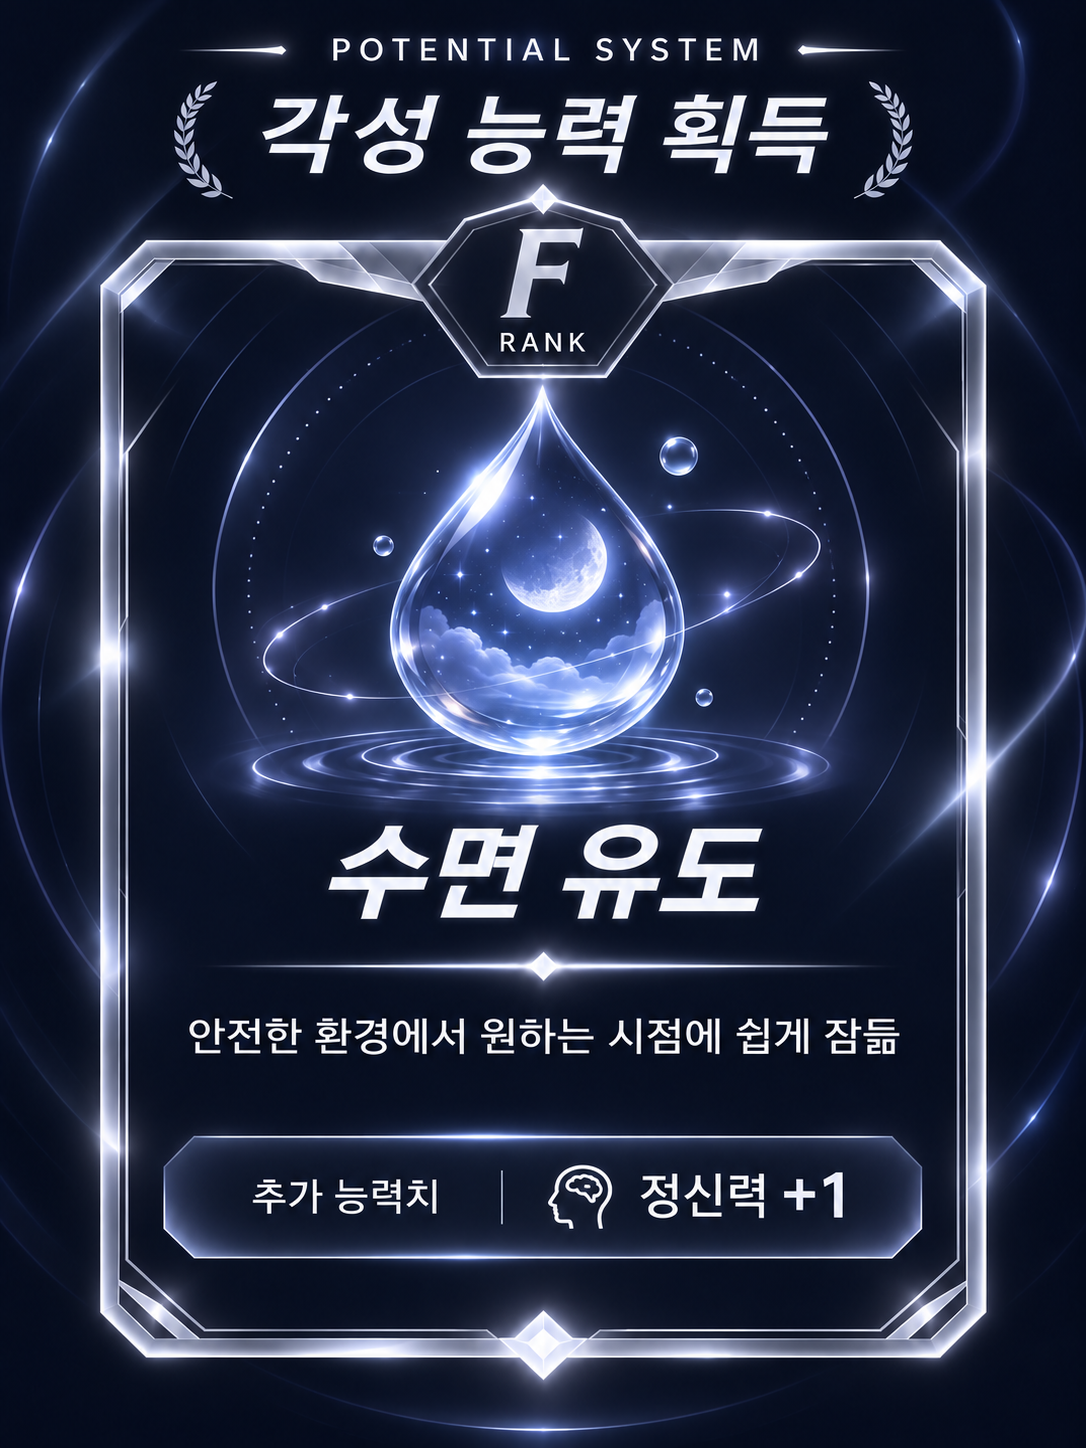 POTENTIAL SYSTEM
각성 능력 획득
F
RANK
수면 유도
안전한 환경에서 원하는 시점에 쉽게 잠듦
추가 능력치
정신력 +1